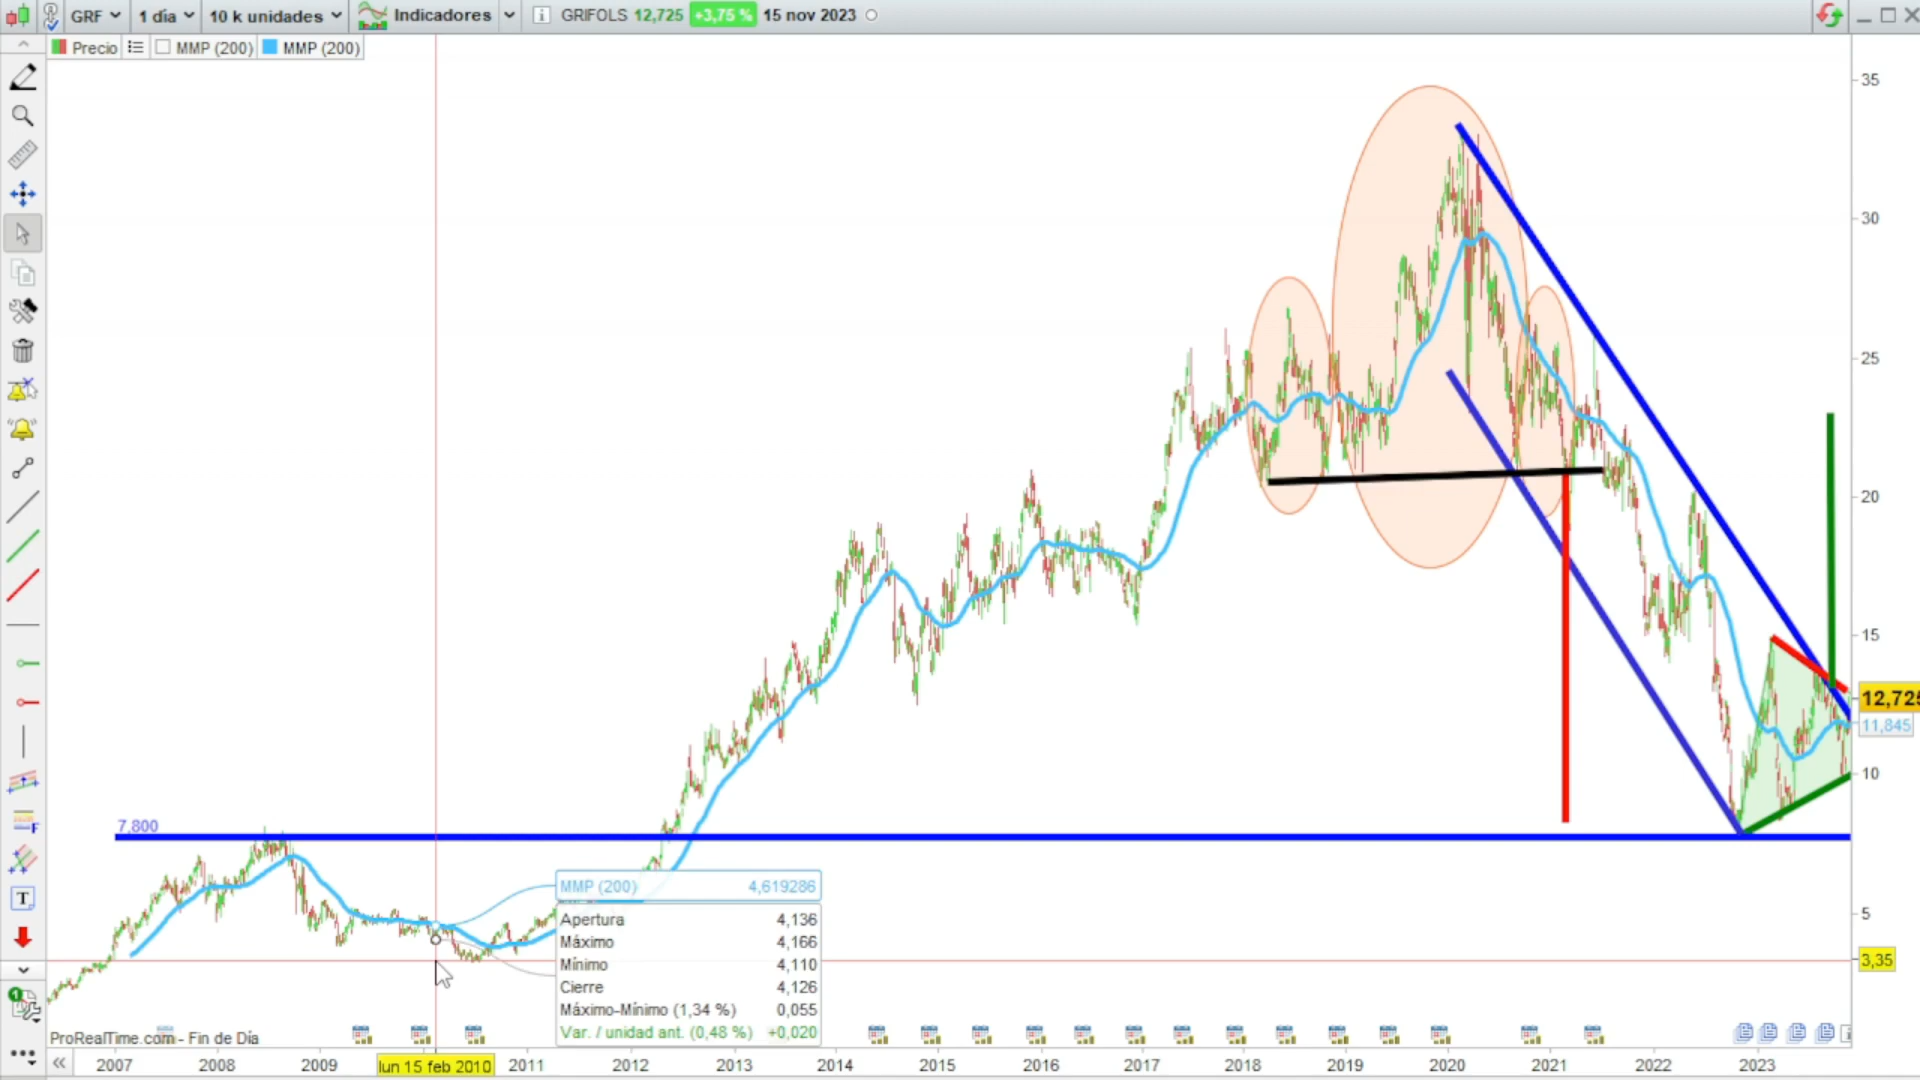 GRF 1 día 10 k unidades Indicadores GRIFOLS 12,725 +3,75 % 15 nov 2023
Precio MMP (200) MMP (200)
35
30
25
20
15
12,725
11,845
10
7,800
MMP (200) 4,619286
5
Apertura 4,136
Máximo 4,166
Mínimo 4,110
3,35
Cierre 4,126
Máximo-Mínimo (1,34 %) 0,055
Var. / unidad ant. (0,48 %) +0,020
ProRealTime.com - Fin de Día
2007 2008 2009 lun 15 feb 2010 2011 2012 2013 2014 2015 2016 2017 2018 2019 2020 2021 2022 2023